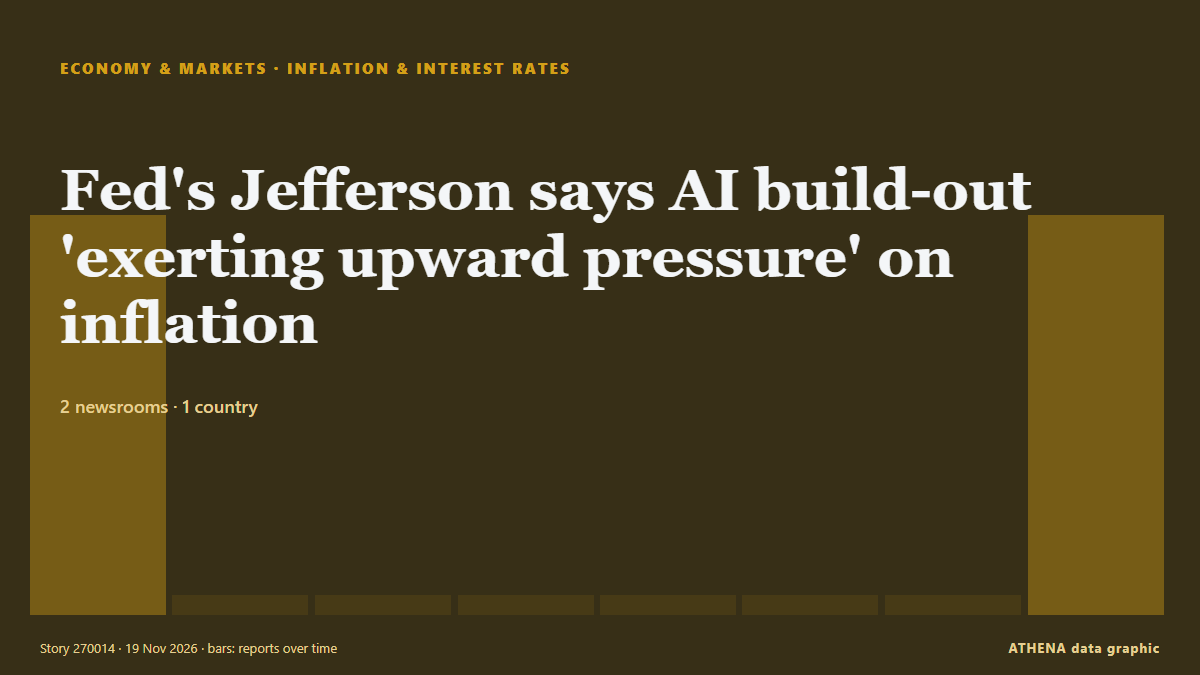 ECONOMY & MARKETS · INFLATION & INTEREST RATES
Fed's Jefferson says AI build-out
'exerting upward pressure' on
inflation
2 newsrooms · 1 country
Story 270014 · 19 Nov 2026 · bars: reports over time
ATHENA data graphic